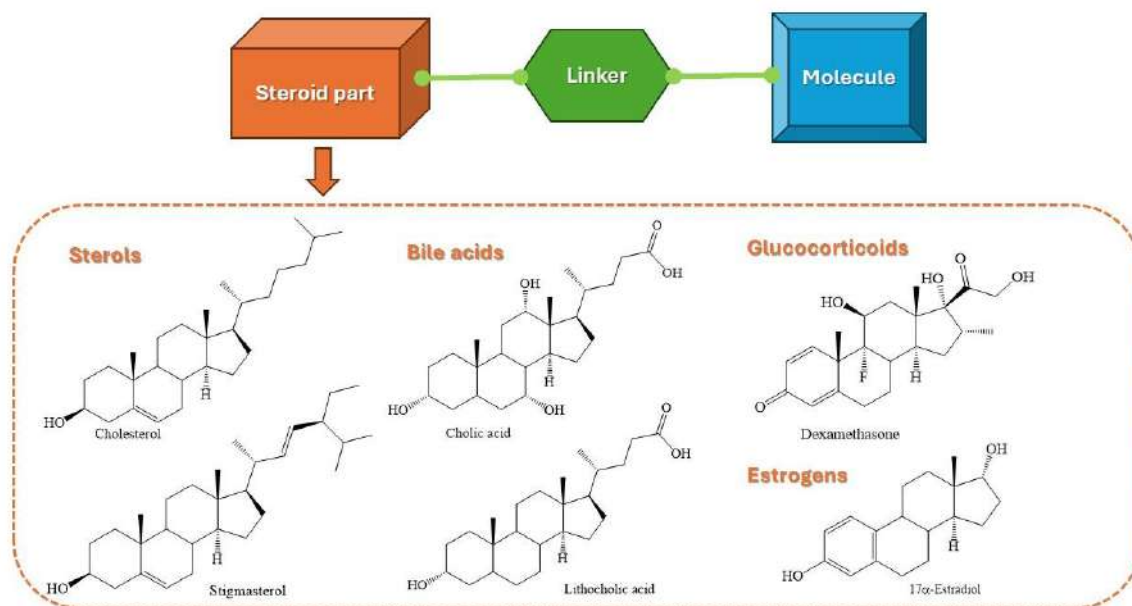 Steroid part
Linker
Molecule
Sterols
HO
H
Cholesterol
HO
H
Stigmasterol
Bile acids
O
OH
OH
H
HO
OH
Cholic acid
O
OH
H
HO
Lithocholic acid
Glucocorticoids
O
OH
HO
HO
F
H
O
Dexamethasone
Estrogens
OH
H
HO
17α-Estradiol